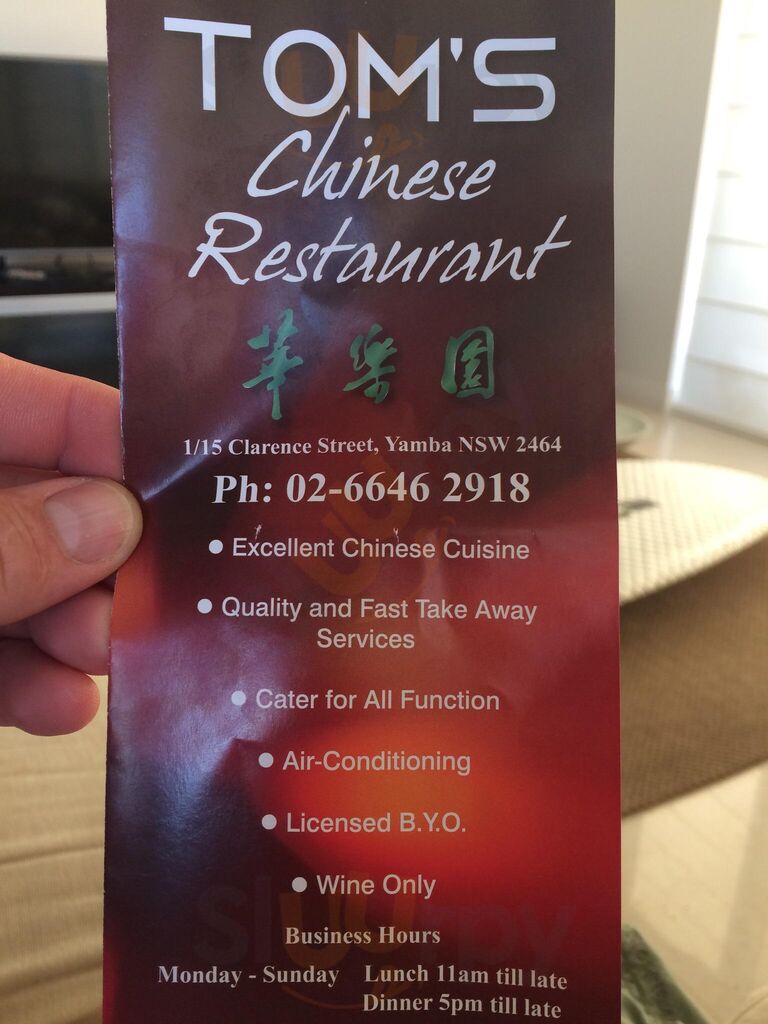 TOM'S
Chinese
Restaurant
華樂園
1/15 Clarence Street, Yamba NSW 2464
Ph: 02-6646 2918
● Excellent Chinese Cuisine
● Quality and Fast Take Away
Services
● Cater for All Function
● Air-Conditioning
● Licensed B.Y.O.
● Wine Only
Business Hours
Monday - Sunday Lunch 11am till late
Dinner 5pm till late
sluurpy